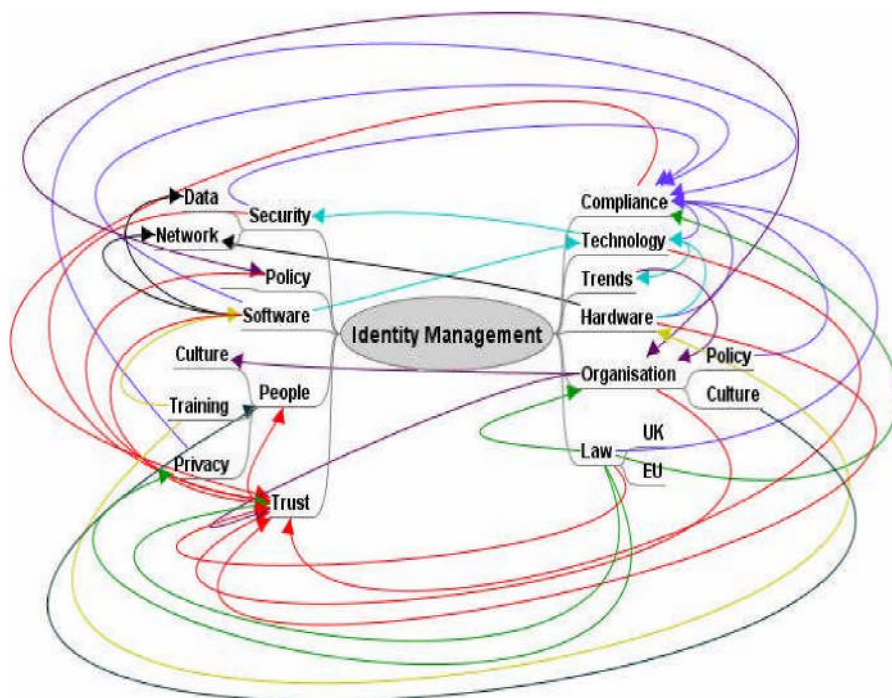 Data
Security
Network
Policy
Software
Culture
People
Training
Privacy
Trust
Identity Management
Compliance
Technology
Trends
Hardware
Organisation
Policy
Culture
Law
UK
EU